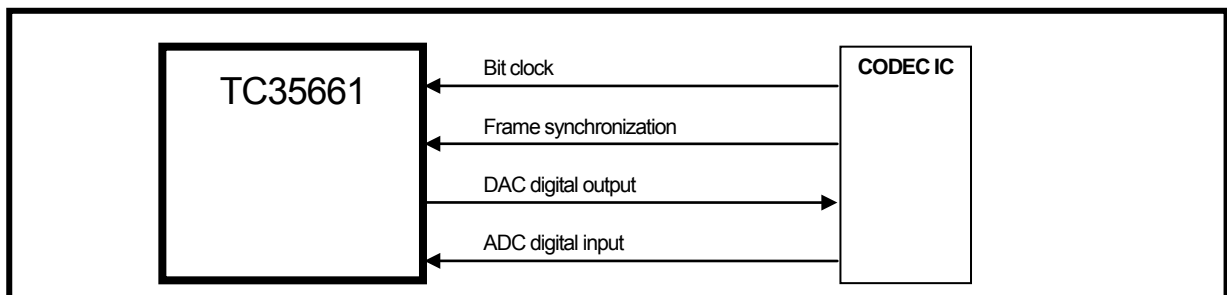 TC35661
Bit clock
CODEC IC
Frame synchronization
DAC digital output
ADC digital input